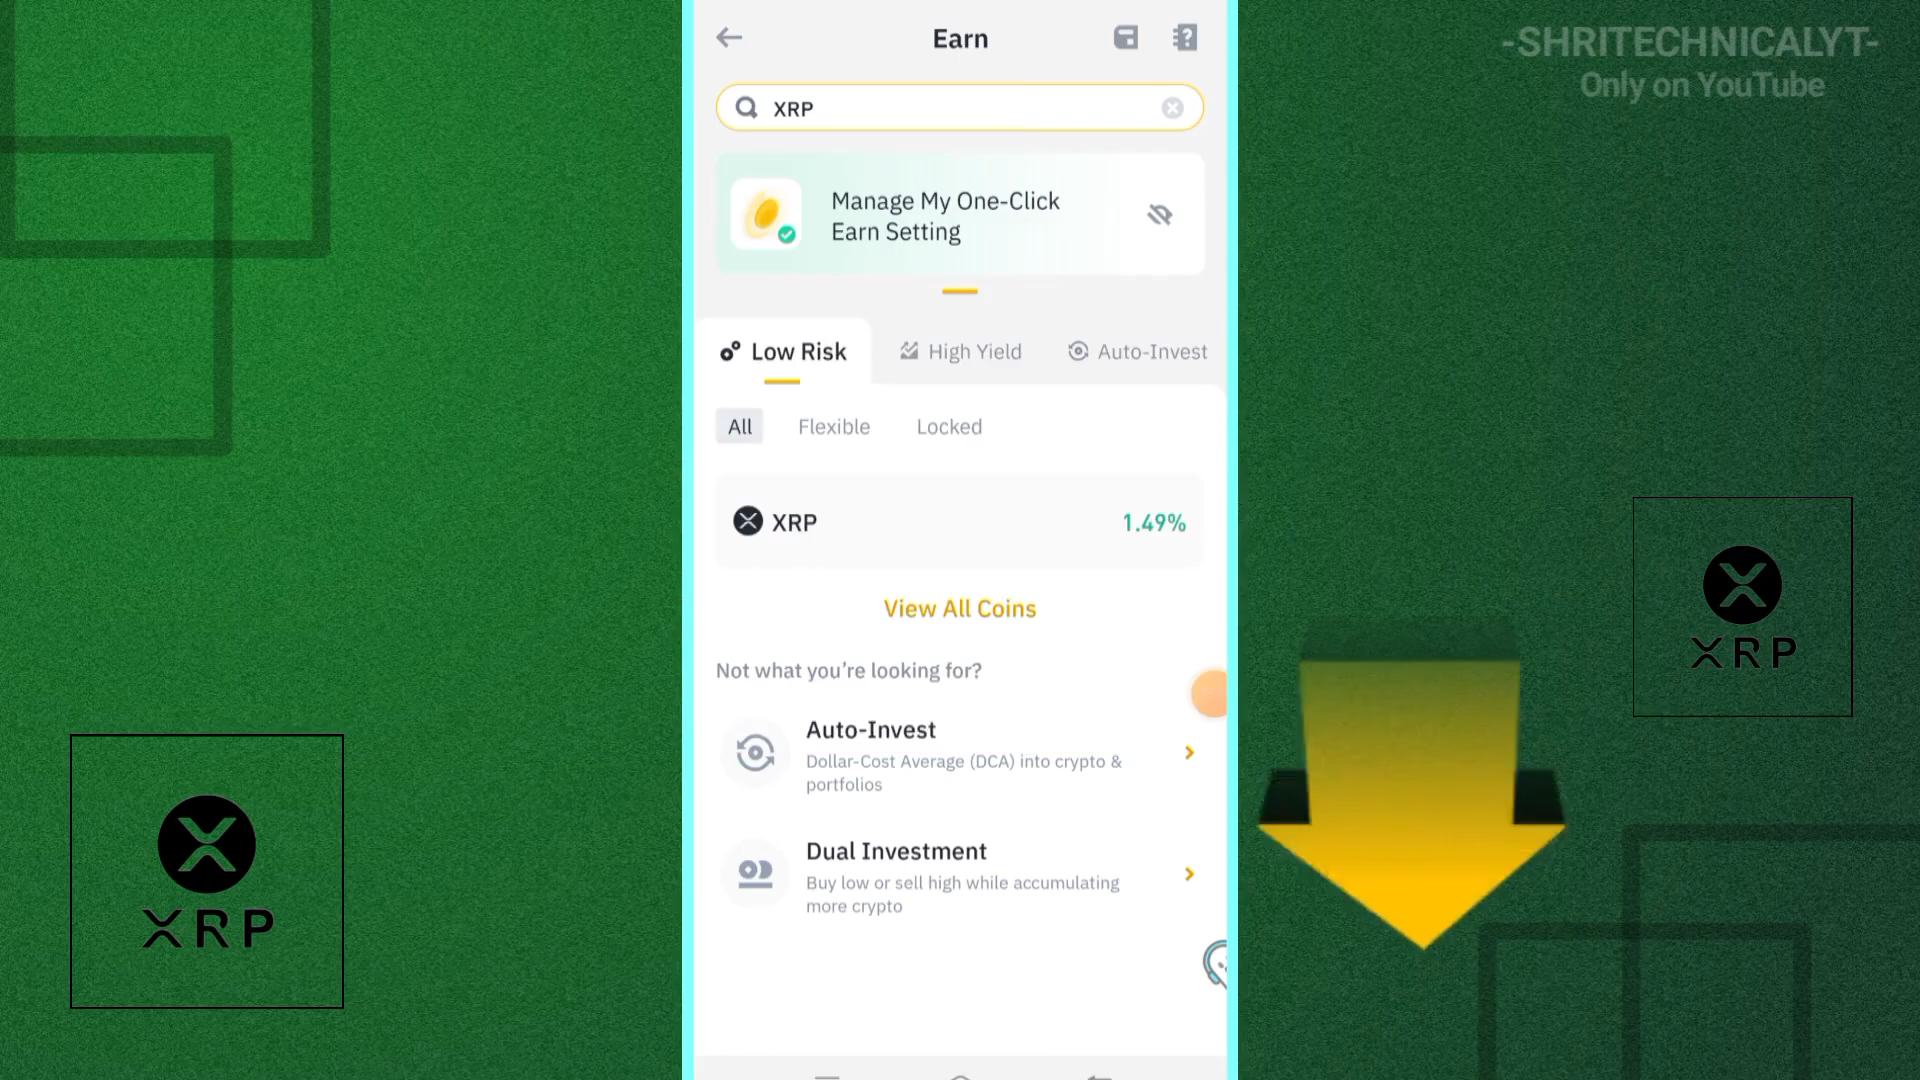 -SHRITECHNICALYT-
Only on YouTube
Earn
XRP
Manage My One-Click
Earn Setting
Low Risk
High Yield
Auto-Invest
All
Flexible
Locked
XRP
1.49%
View All Coins
Not what you’re looking for?
Auto-Invest
Dollar-Cost Average (DCA) into crypto &
portfolios
Dual Investment
Buy low or sell high while accumulating
more crypto
XRP
XRP